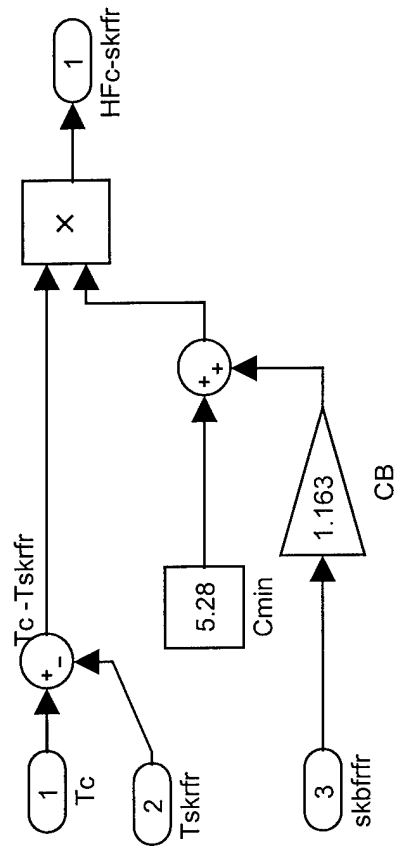 1
Tc
2
Tskrfr
3
skbfrfr
+
-
Tc -Tskrfr
5.28
Cmin
1.163
CB
+
+
×
1
HFc-skrfr